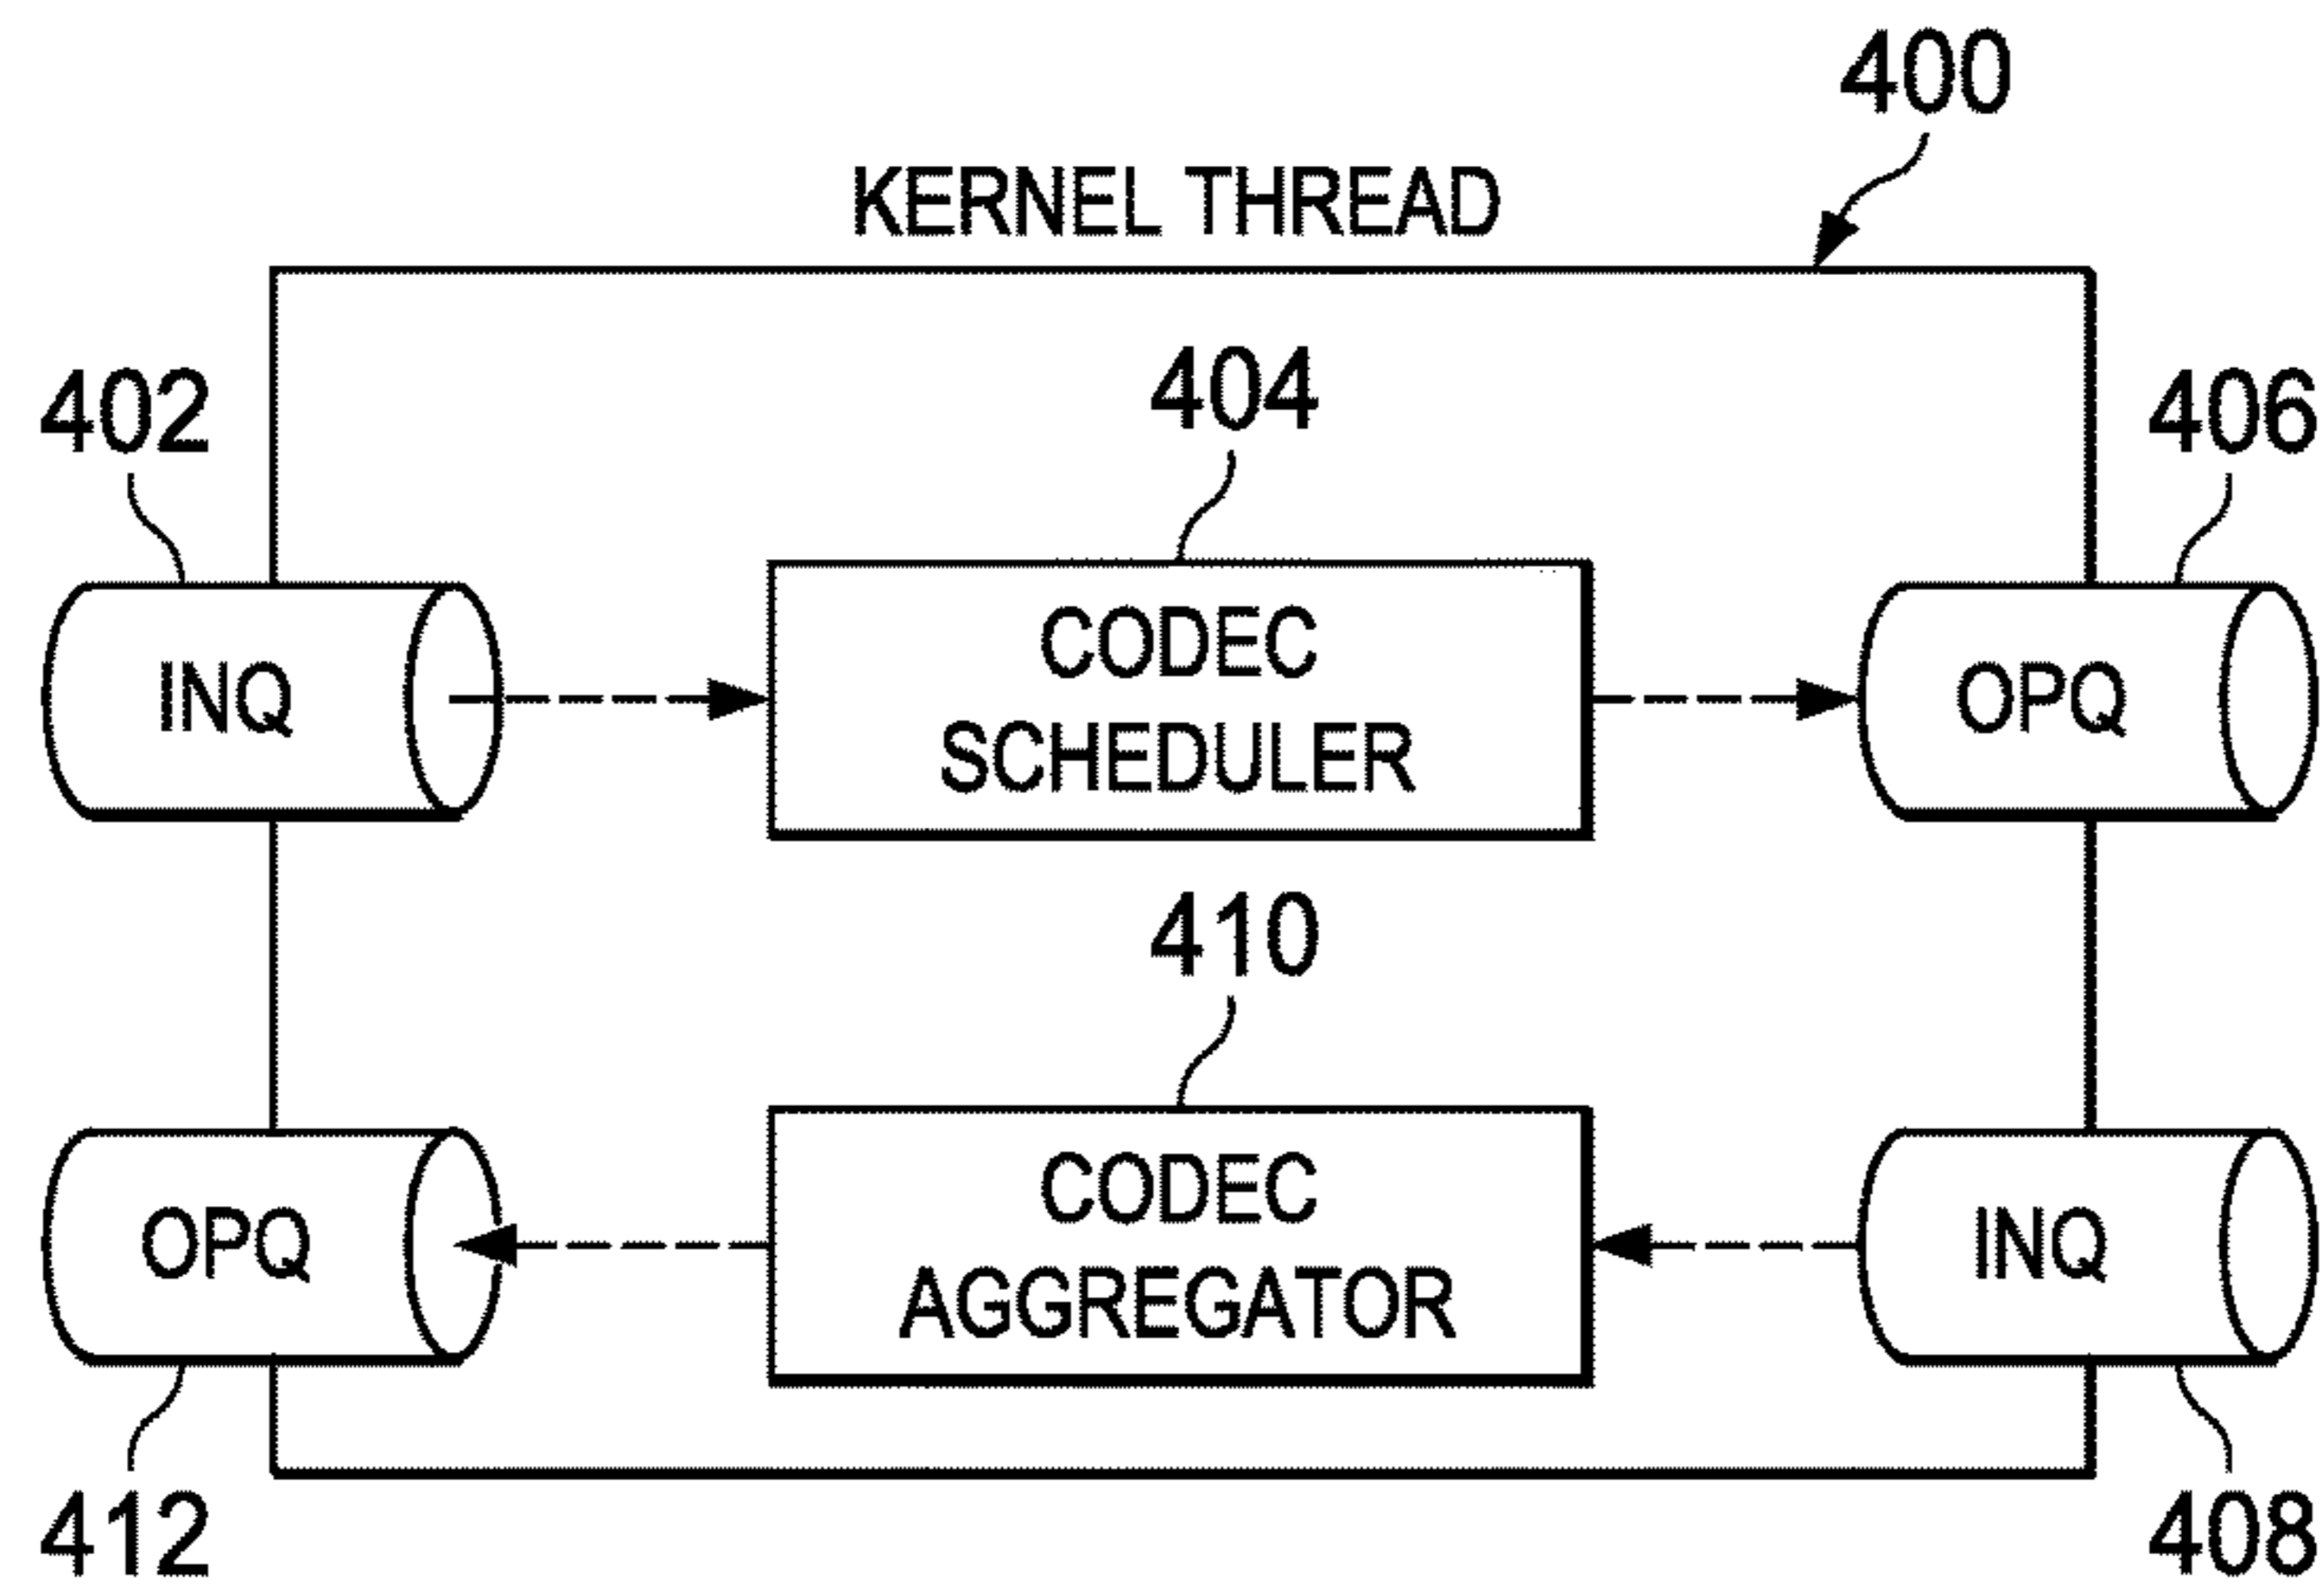 400
KERNEL THREAD
402
404
406
INQ
CODEC
SCHEDULER
OPQ
410
OPQ
CODEC
AGGREGATOR
INQ
412
408